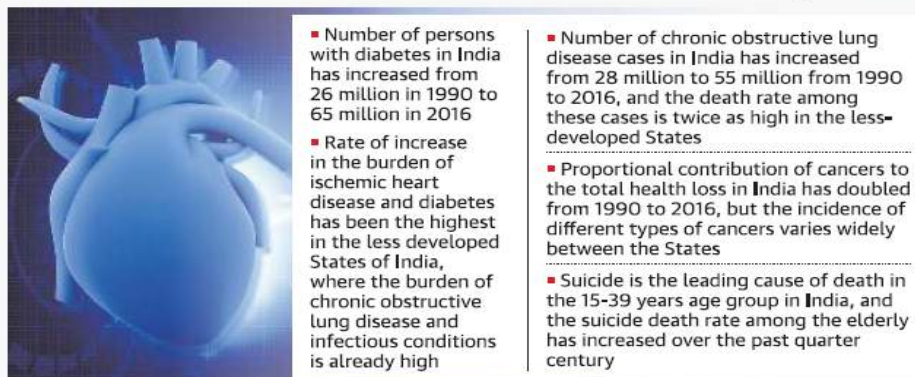 ▪ Number of persons
with diabetes in India
has increased from
26 million in 1990 to
65 million in 2016
▪ Rate of increase
in the burden of
ischemic heart
disease and diabetes
has been the highest
in the less developed
States of India,
where the burden of
chronic obstructive
lung disease and
infectious conditions
is already high
▪ Number of chronic obstructive lung
disease cases in India has increased
from 28 million to 55 million from 1990
to 2016, and the death rate among
these cases is twice as high in the less-
developed States
▪ Proportional contribution of cancers to
the total health loss in India has doubled
from 1990 to 2016, but the incidence of
different types of cancers varies widely
between the States
▪ Suicide is the leading cause of death in
the 15-39 years age group in India, and
the suicide death rate among the elderly
has increased over the past quarter
century